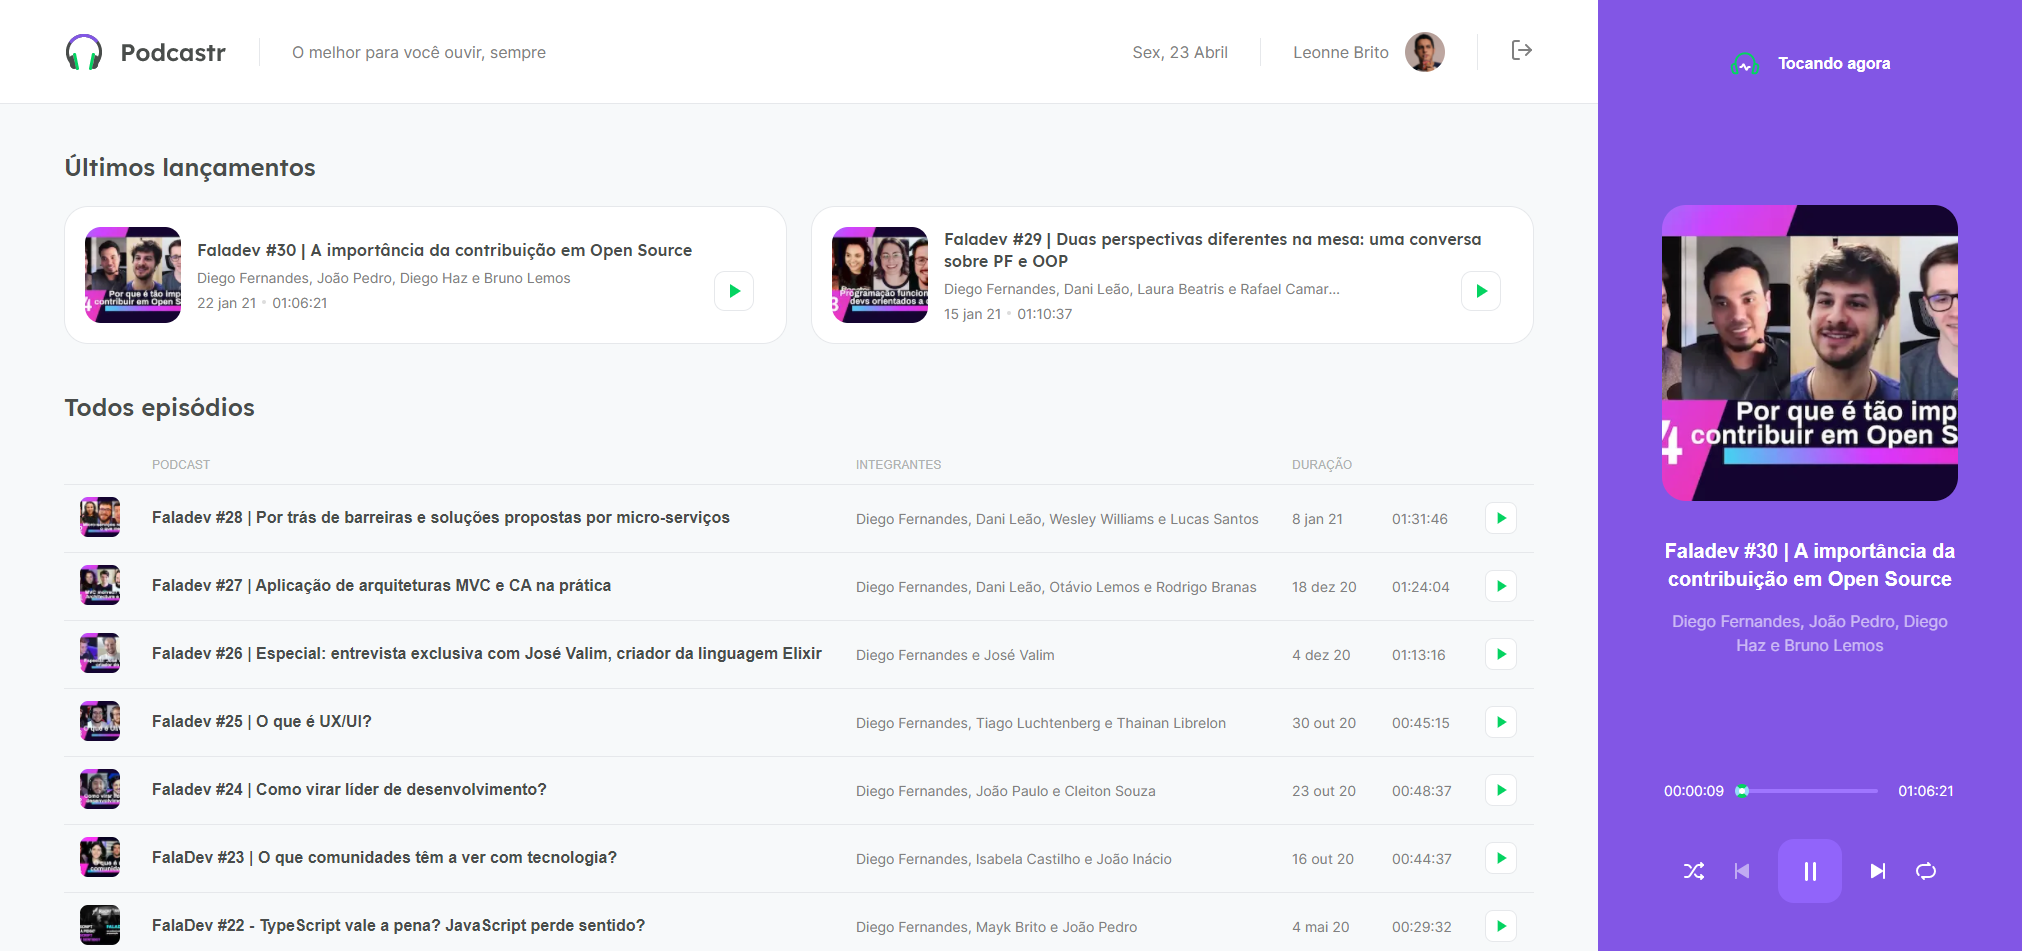 Podcastr
O melhor para você ouvir, sempre
Sex, 23 Abril
Leonne Brito
Últimos lançamentos
Faladev #30 | A importância da contribuição em Open Source
Diego Fernandes, João Pedro, Diego Haz e Bruno Lemos
22 jan 21 • 01:06:21
Por que é tão im
contribuir em Open S
Faladev #29 | Duas perspectivas diferentes na mesa: uma conversa
sobre PF e OOP
Diego Fernandes, Dani Leão, Laura Beatris e Rafael Camar...
15 jan 21 • 01:10:37
Programação funcion
devs orientados a
Todos episódios
PODCAST INTEGRANTES DURAÇÃO
Faladev #28 | Por trás de barreiras e soluções propostas por micro-serviços Diego Fernandes, Dani Leão, Wesley Williams e Lucas Santos 8 jan 21 01:31:46
Faladev #27 | Aplicação de arquiteturas MVC e CA na prática Diego Fernandes, Dani Leão, Otávio Lemos e Rodrigo Branas 18 dez 20 01:24:04
Faladev #26 | Especial: entrevista exclusiva com José Valim, criador da linguagem Elixir Diego Fernandes e José Valim 4 dez 20 01:13:16
Faladev #25 | O que é UX/UI? Diego Fernandes, Tiago Luchtenberg e Thainan Librelon 30 out 20 00:45:15
Faladev #24 | Como virar líder de desenvolvimento? Diego Fernandes, João Paulo e Cleiton Souza 23 out 20 00:48:37
FalaDev #23 | O que comunidades têm a ver com tecnologia? Diego Fernandes, Isabela Castilho e João Inácio 16 out 20 00:44:37
FalaDev #22 - TypeScript vale a pena? JavaScript perde sentido? Diego Fernandes, Mayk Brito e João Pedro 4 mai 20 00:29:32
Tocando agora
Por que é tão imp
4 contribuir em Open S
Faladev #30 | A importância da
contribuição em Open Source
Diego Fernandes, João Pedro, Diego
Haz e Bruno Lemos
00:00:09 01:06:21